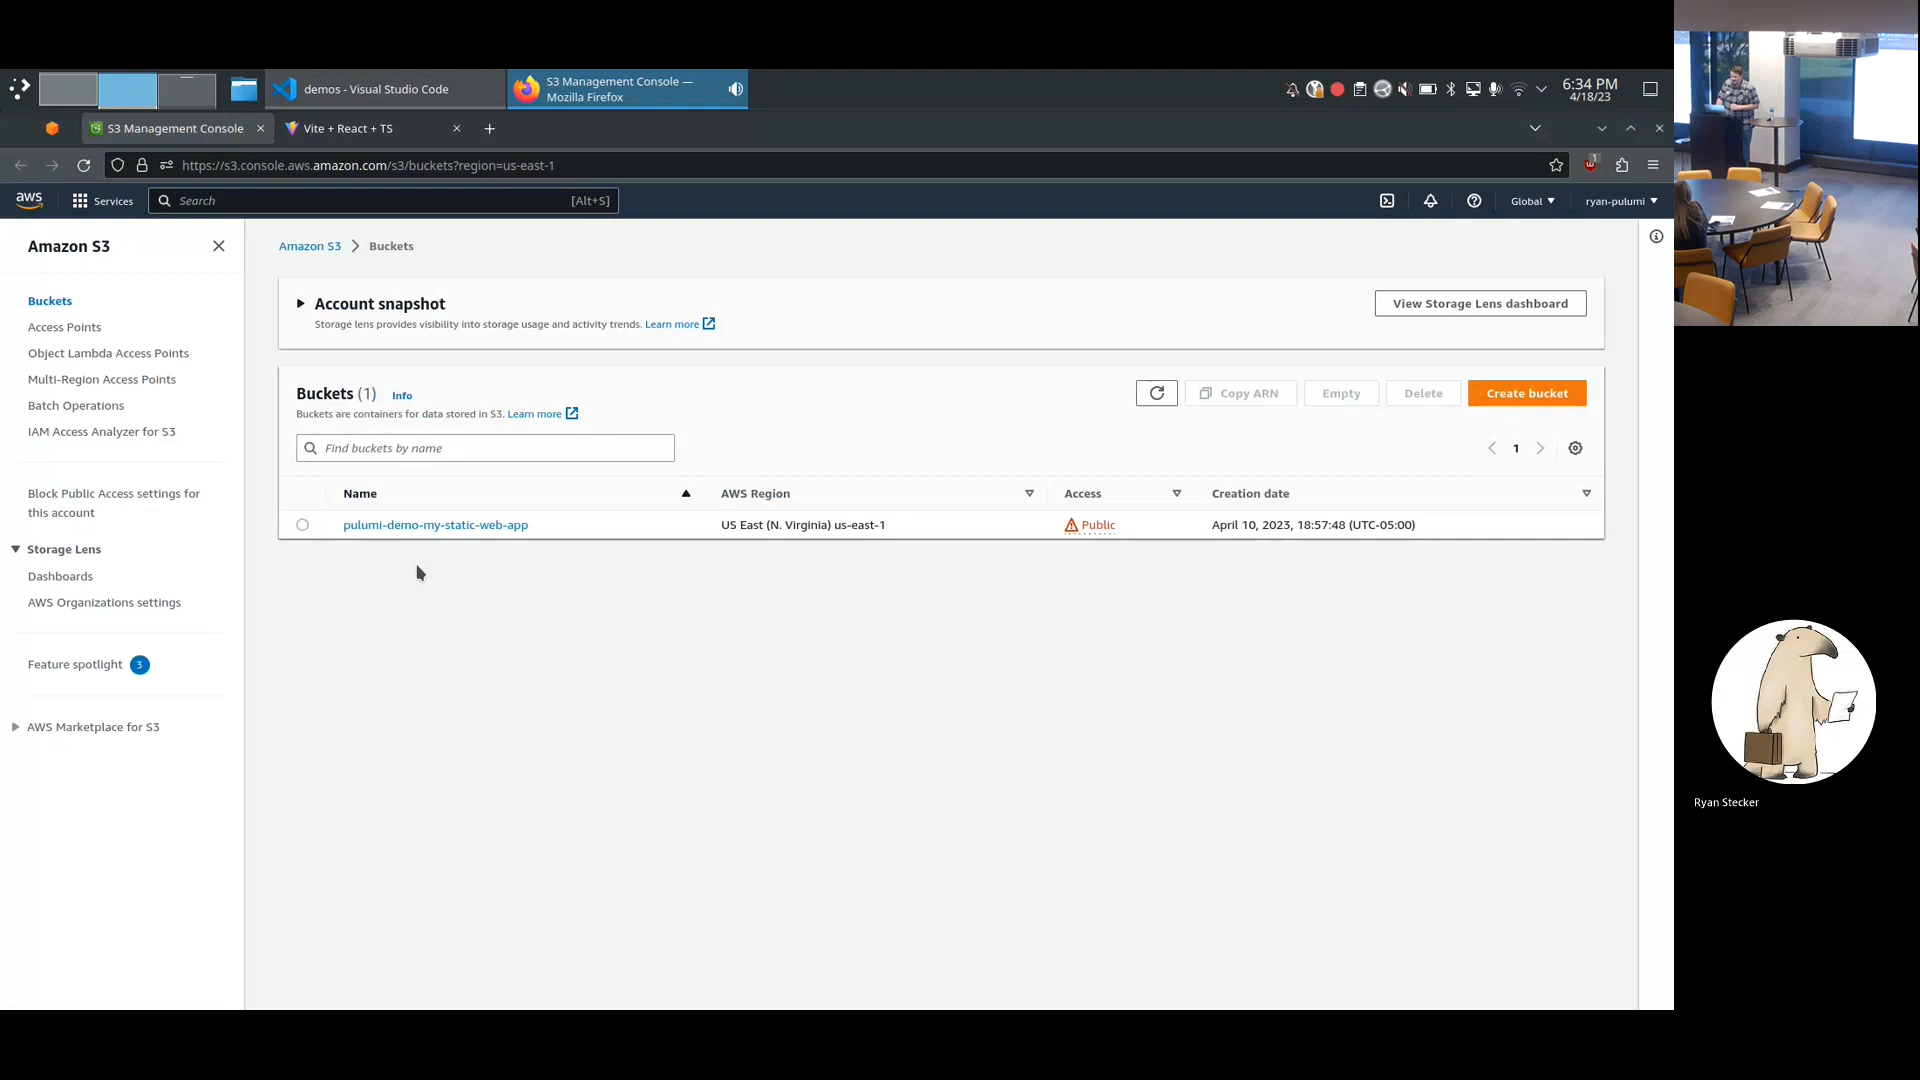 demos - Visual Studio Code
S3 Management Console —
Mozilla Firefox
6:34 PM
4/18/23
S3 Management Console
Vite + React + TS
https://s3.console.aws.amazon.com/s3/buckets?region=us-east-1
1
aws
Services
Search
[Alt+S]
Global
ryan-pulumi
Amazon S3
Buckets
Access Points
Object Lambda Access Points
Multi-Region Access Points
Batch Operations
IAM Access Analyzer for S3
Block Public Access settings for
this account
Storage Lens
Dashboards
AWS Organizations settings
Feature spotlight 3
AWS Marketplace for S3
Amazon S3 > Buckets
Account snapshot
Storage lens provides visibility into storage usage and activity trends. Learn more
View Storage Lens dashboard
Buckets (1) Info
Buckets are containers for data stored in S3. Learn more
Copy ARN
Empty
Delete
Create bucket
Find buckets by name
1
Name AWS Region Access Creation date
pulumi-demo-my-static-web-app US East (N. Virginia) us-east-1 Public April 10, 2023, 18:57:48 (UTC-05:00)
Ryan Stecker